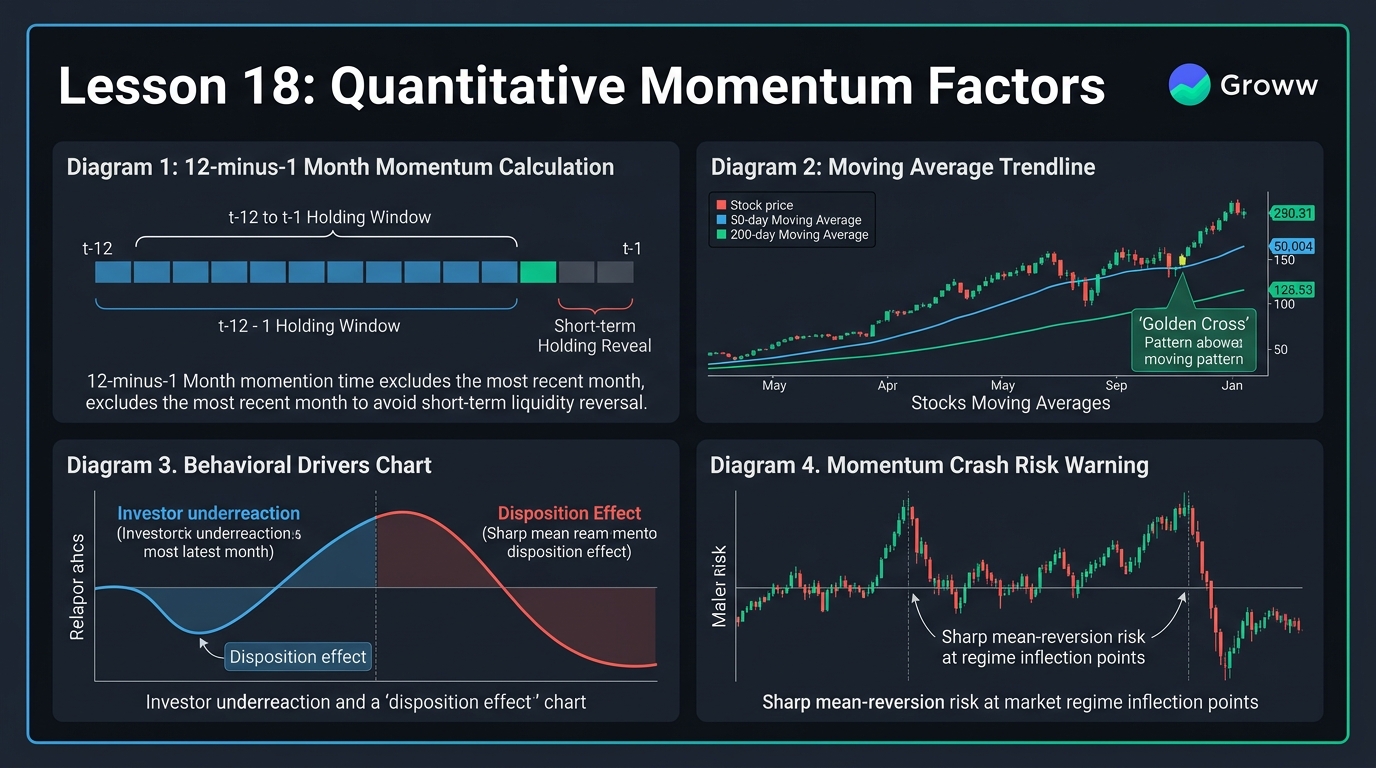 Lesson 18: Quantitative Momentum Factors
Groww
Diagram 1: 12-minus-1 Month Momentum Calculation
t-12 to t-1 Holding Window
t-12
t-1
t-12 - 1 Holding Window
Short-term
Holding Reveal
12-minus-1 Month momention time excludes the most recent month,
excludes the most recent month to avoid short-term liquidity reversal.
Diagram 2: Moving Average Trendline
Stock price
50-day Moving Average
200-day Moving Average
290.31
50,004
150
128.53
100
50
'Golden Cross'
Pattern
moving pattern
May
Apr
May
Sep
Jan
Stocks Moving Averages
Diagram 3. Behavioral Drivers Chart
Investor underreaction
underreaction:s
most latest month)
Disposition Effect
(Sharp mean ream-mento
disposition effect)
Relapor ahcs
Disposition effect
Investor underreaction and a 'disposition effect' chart
Diagram 4. Momentum Crash Risk Warning
Maler Risk
Sharp mean-reversion risk
at regime inflection points
Sharp mean-reversion risk at market regime inflection points